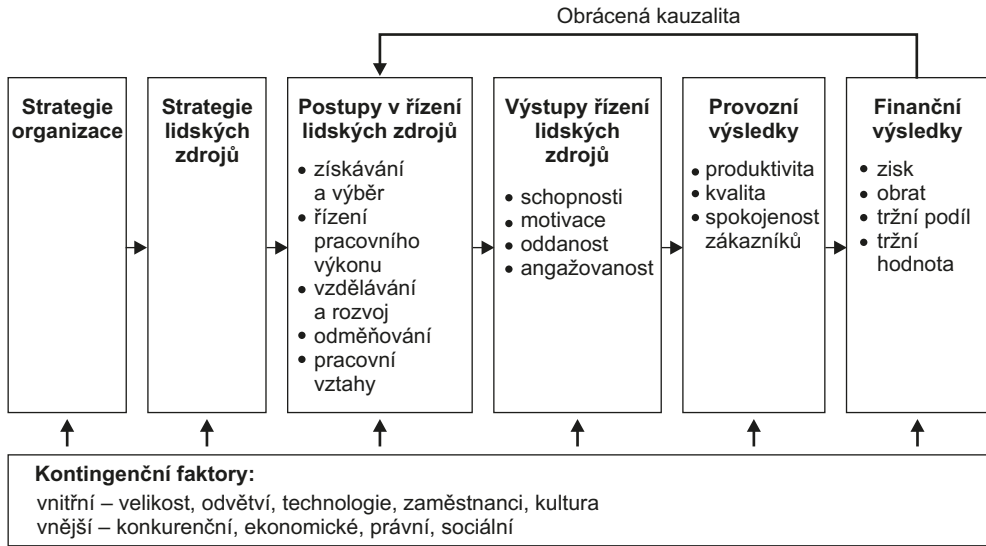 Obrácená kauzalita
Strategie
organizace
Strategie
lidských
zdrojů
Postupy v řízení
lidských zdrojů
• získávání
a výběr
• řízení
pracovního
výkonu
• vzdělávání
a rozvoj
• odměňování
• pracovní
vztahy
Výstupy řízení
lidských
zdrojů
• schopnosti
• motivace
• oddanost
• angažovanost
Provozní
výsledky
• produktivita
• kvalita
• spokojenost
zákazníků
Finanční
výsledky
• zisk
• obrat
• tržní podíl
• tržní
hodnota
Kontingenční faktory:
vnitřní – velikost, odvětví, technologie, zaměstnanci, kultura
vnější – konkurenční, ekonomické, právní, sociální